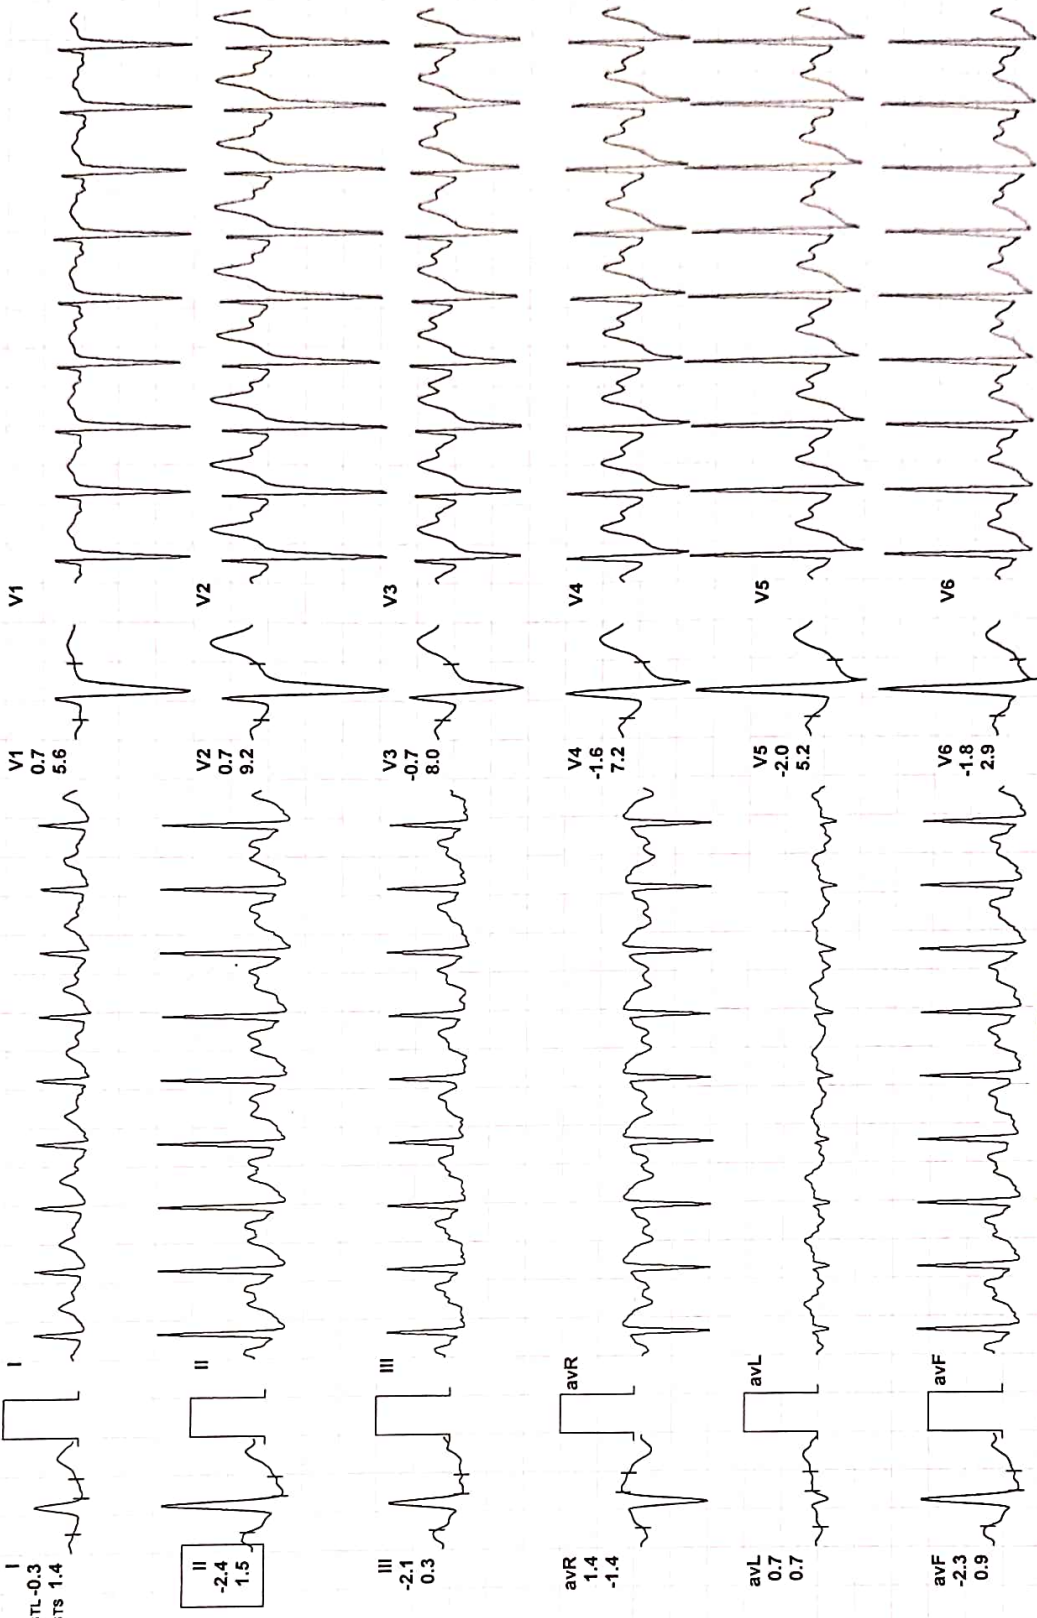 I
STL -0.3
STS 1.4
I
V1
0.7
5.6
V1
II
-2.4
1.5
II
V2
0.7
9.2
V2
III
-2.1
0.3
III
V3
-0.7
8.0
V3
avR
1.4
-1.4
avR
V4
-1.6
7.2
V4
avL
0.7
0.7
avL
V5
-2.0
5.2
V5
avF
-2.3
0.9
avF
V6
-1.8
2.9
V6